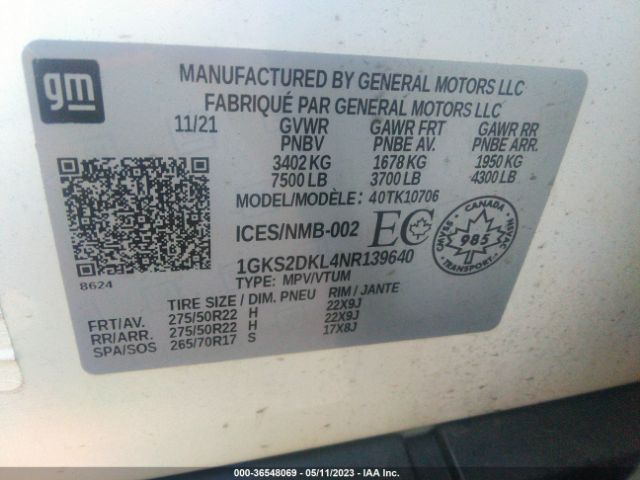 gm
MANUFACTURED BY GENERAL MOTORS LLC
FABRIQUÉ PAR GENERAL MOTORS LLC
11/21 GVWR GAWR FRT GAWR RR
PNBV PNBE AV. PNBE ARR.
3402 KG 1678 KG 1950 KG
7500 LB 3700 LB 4300 LB
MODEL/MODÈLE: 40TK10706
ICES/NMB-002 EC
CANADA
CMVSS 985 NSVAC
TRANSPORT
8624
1GKS2DKL4NR139640
TYPE: MPV/VTUM
TIRE SIZE / DIM. PNEU RIM / JANTE
FRT/AV. 275/50R22 H 22X9J
RR/ARR. 275/50R22 H 22X9J
SPA/SOS 265/70R17 S 17X8J
000-36548069 - 05/11/2023 - IAA Inc.